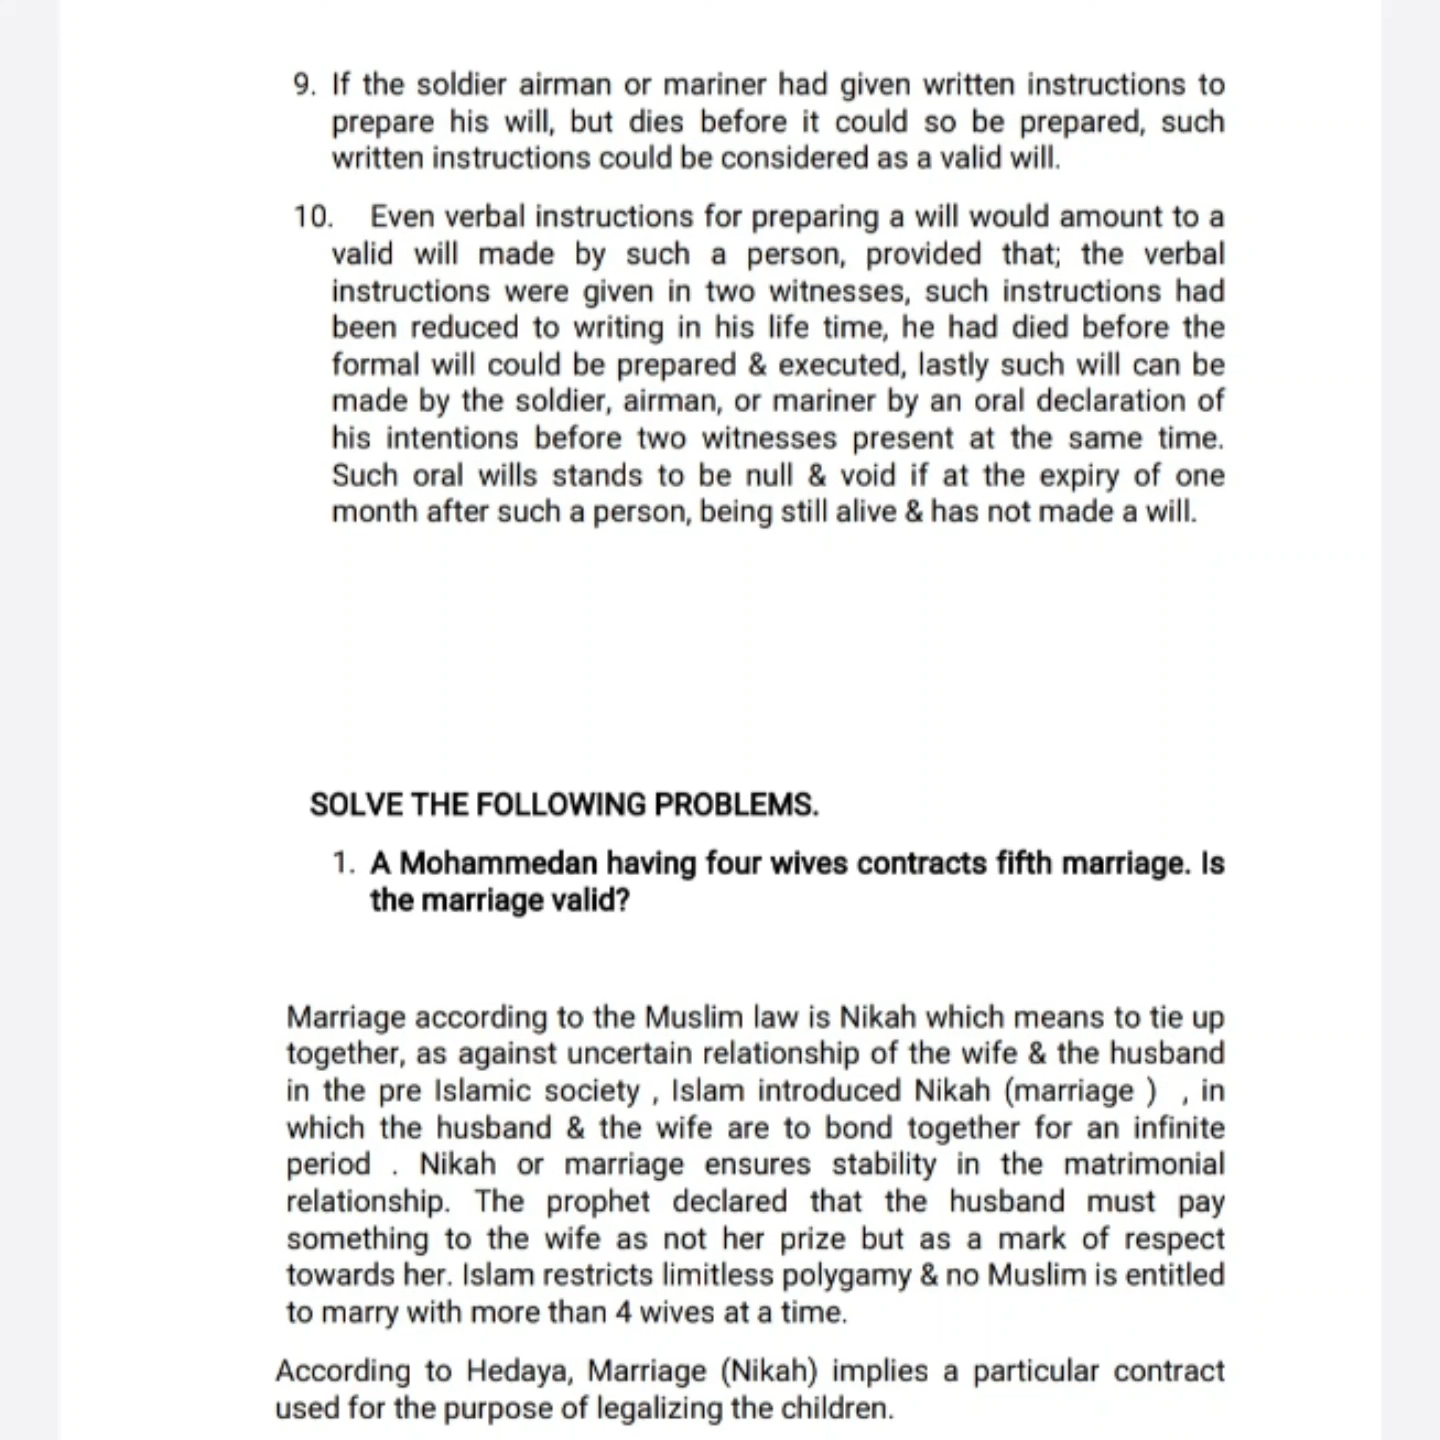 9. If the soldier airman or mariner had given written instructions to
prepare his will, but dies before it could so be prepared, such
written instructions could be considered as a valid will.
10. Even verbal instructions for preparing a will would amount to a
valid will made by such a person, provided that; the verbal
instructions were given in two witnesses, such instructions had
been reduced to writing in his life time, he had died before the
formal will could be prepared & executed, lastly such will can be
made by the soldier, airman, or mariner by an oral declaration of
his intentions before two witnesses present at the same time.
Such oral wills stands to be null & void if at the expiry of one
month after such a person, being still alive & has not made a will.
SOLVE THE FOLLOWING PROBLEMS.
1. A Mohammedan having four wives contracts fifth marriage. Is
the marriage valid?
Marriage according to the Muslim law is Nikah which means to tie up
together, as against uncertain relationship of the wife & the husband
in the pre Islamic society , Islam introduced Nikah (marriage ) , in
which the husband & the wife are to bond together for an infinite
period . Nikah or marriage ensures stability in the matrimonial
relationship. The prophet declared that the husband must pay
something to the wife as not her prize but as a mark of respect
towards her. Islam restricts limitless polygamy & no Muslim is entitled
to marry with more than 4 wives at a time.
According to Hedaya, Marriage (Nikah) implies a particular contract
used for the purpose of legalizing the children.